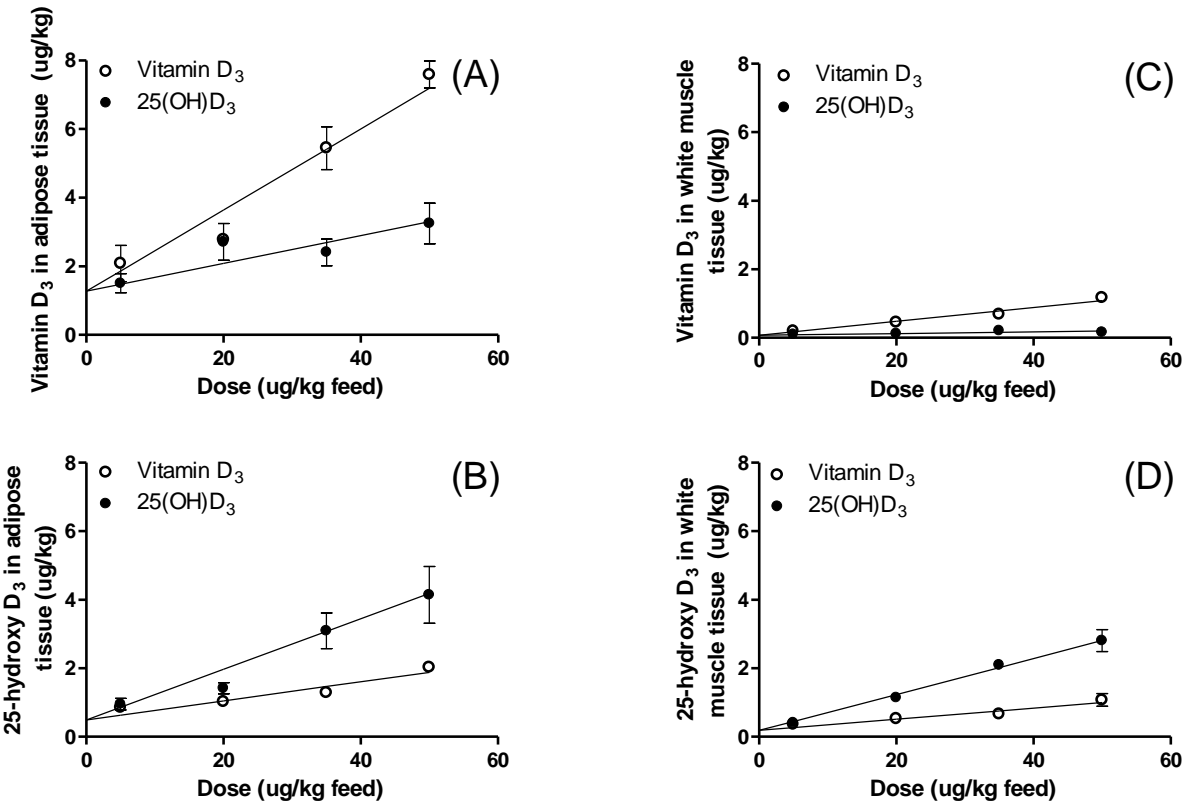 Vitamin D3 in adipose tissue (ug/kg)
8
6
4
2
0
Vitamin D3
25(OH)D3
(A)
0 20 40 60
Dose (ug/kg feed)
Vitamin D3 in white muscle
tissue (ug/kg)
8
6
4
2
0
Vitamin D3
25(OH)D3
(C)
0 20 40 60
Dose (ug/kg feed)
25-hydroxy D3 in adipose
tissue (ug/kg)
8
6
4
2
0
Vitamin D3
25(OH)D3
(B)
0 20 40 60
Dose (ug/kg feed)
25-hydroxy D3 in white
muscle tissue (ug/kg)
8
6
4
2
0
Vitamin D3
25(OH)D3
(D)
0 20 40 60
Dose (ug/kg feed)